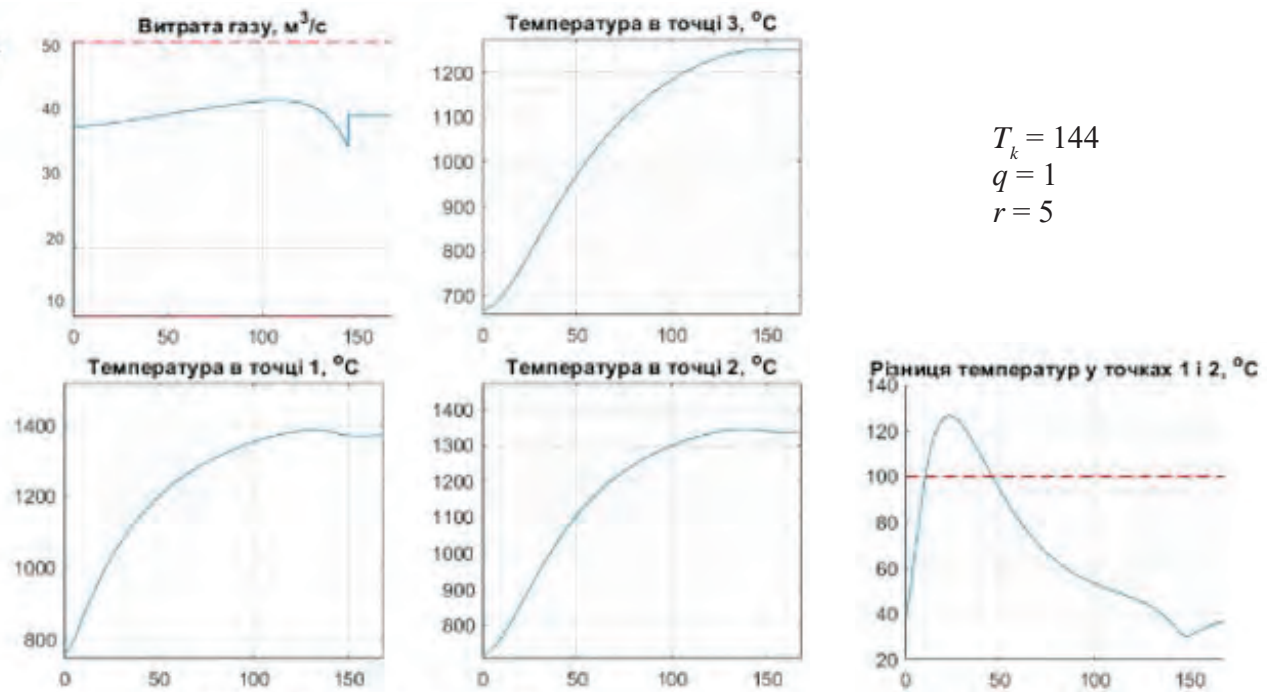 Витрата газу, м³/с
50
40
30
20
10
0 50 100 150
Температура в точці 3, °C
1200
1100
1000
900
800
700
0 50 100 150
T_k = 144
q = 1
r = 5
Температура в точці 1, °C
1400
1200
1000
800
0 50 100 150
Температура в точці 2, °C
1400
1300
1200
1100
1000
900
800
0 50 100 150
Різниця температур у точках 1 і 2, °C
140
120
100
80
60
40
20
0 50 100 150